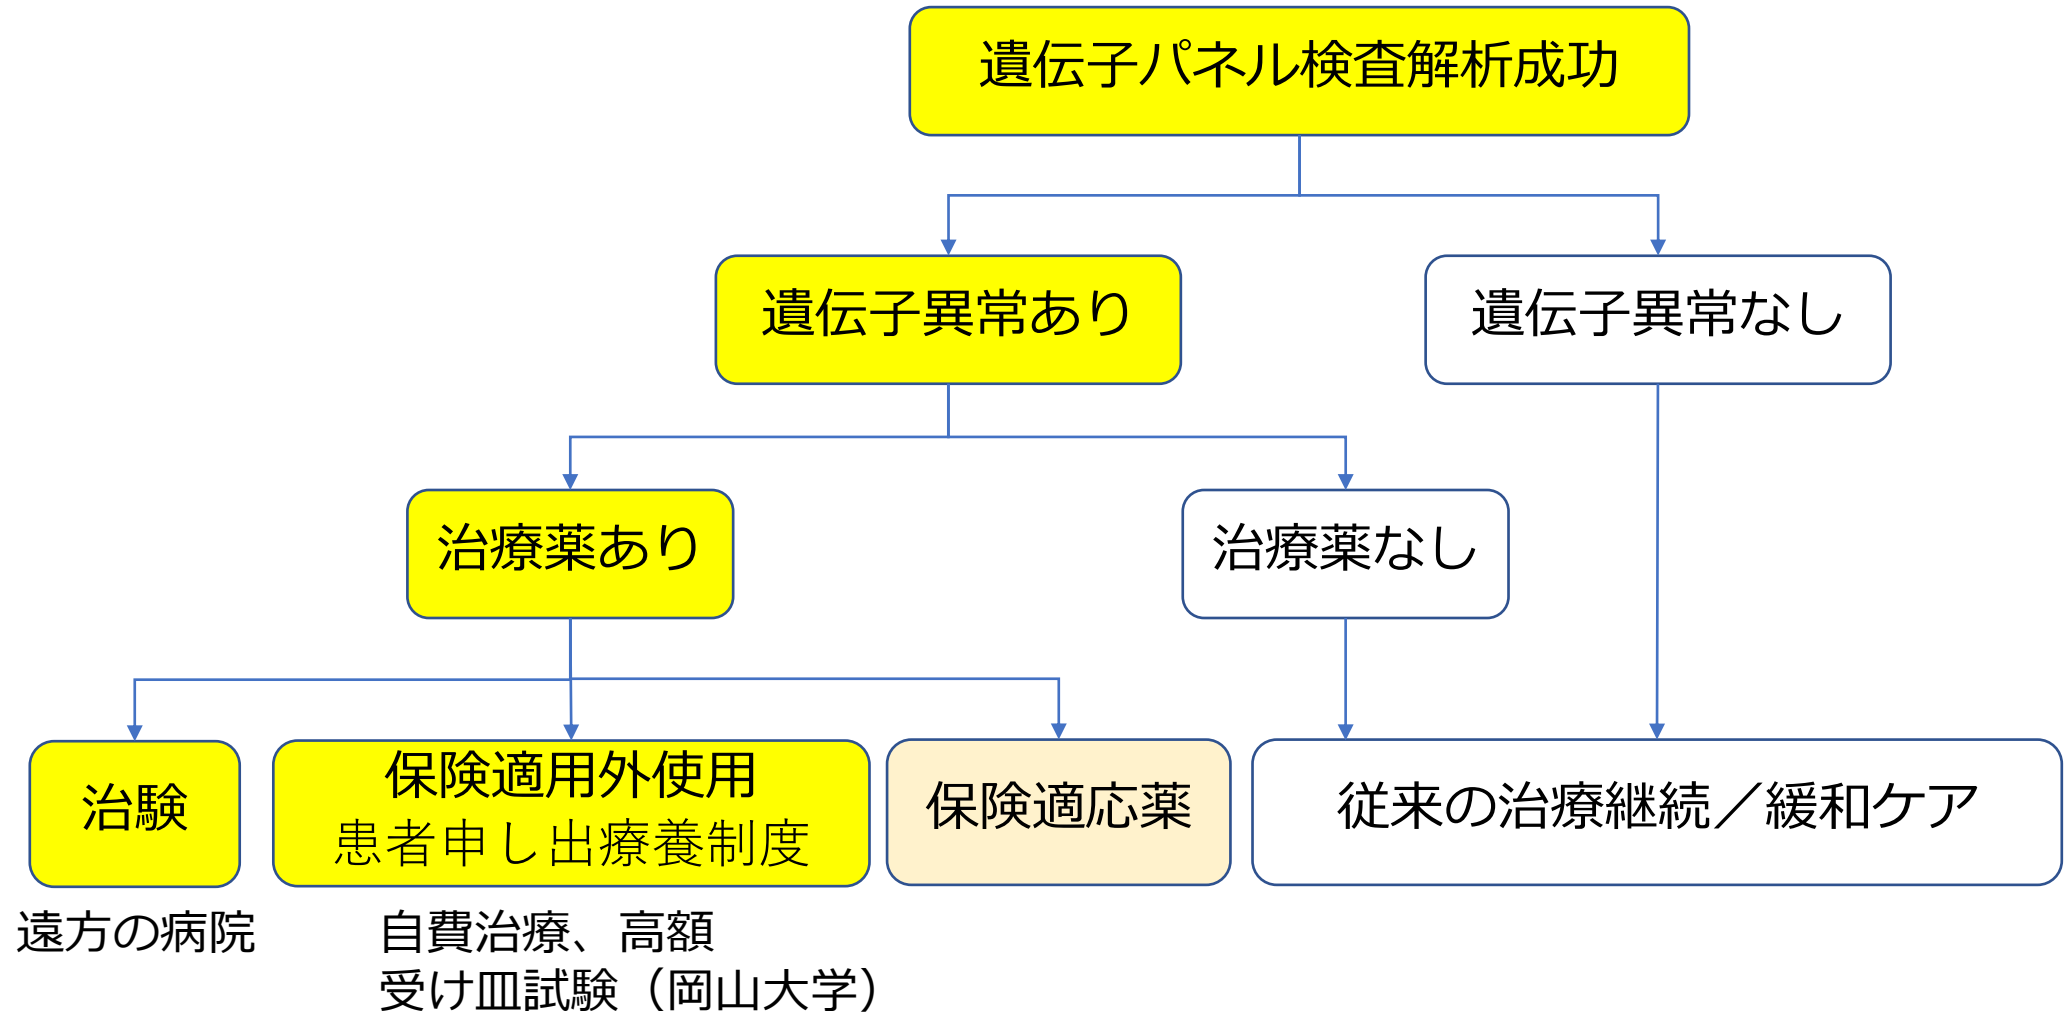 遺伝子パネル検査解析成功
遺伝子異常あり
遺伝子異常なし
治療薬あり
治療薬なし
治験
保険適用外使用
患者申し出療養制度
保険適応薬
従来の治療継続／緩和ケア
遠方の病院
自費治療、高額
受け皿試験（岡山大学）